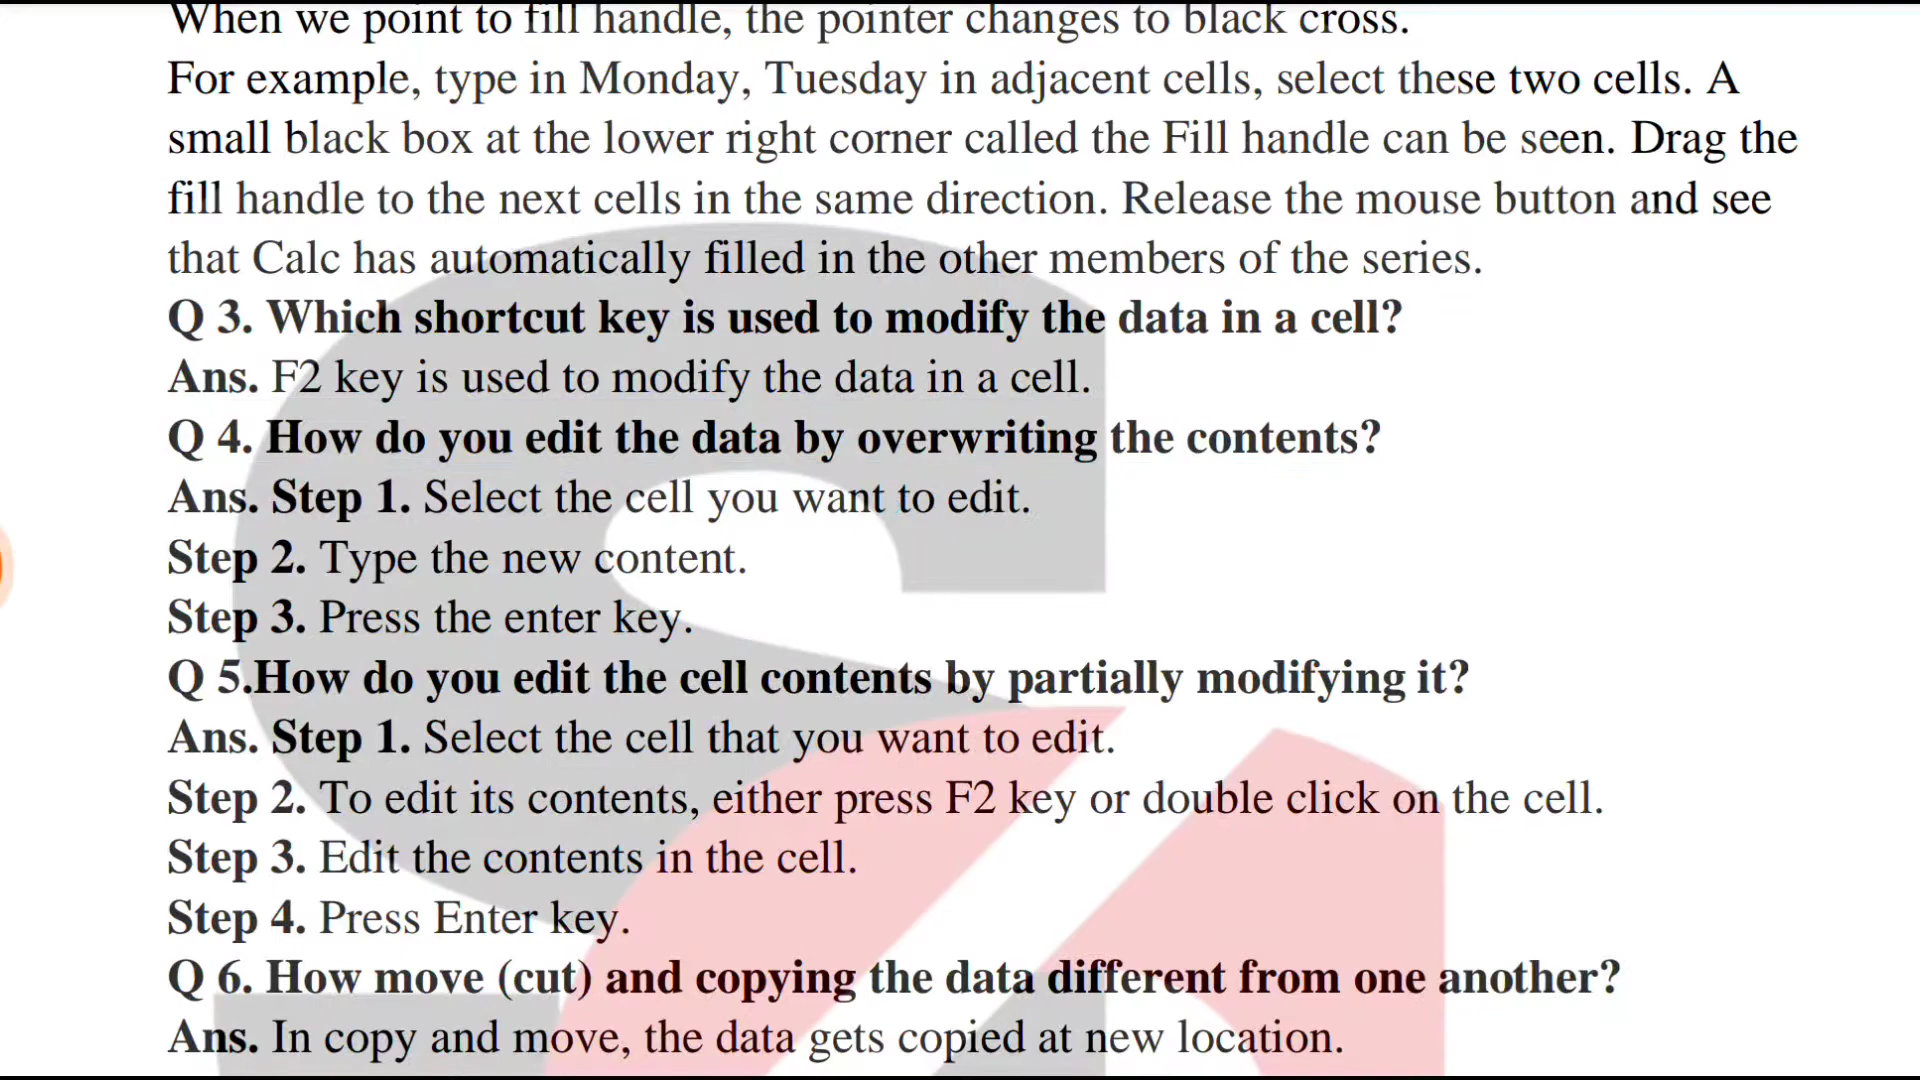 When we point to fill handle, the pointer changes to black cross.
For example, type in Monday, Tuesday in adjacent cells, select these two cells. A
small black box at the lower right corner called the Fill handle can be seen. Drag the
fill handle to the next cells in the same direction. Release the mouse button and see
that Calc has automatically filled in the other members of the series.
Q 3. Which shortcut key is used to modify the data in a cell?
Ans. F2 key is used to modify the data in a cell.
Q 4. How do you edit the data by overwriting the contents?
Ans. Step 1. Select the cell you want to edit.
Step 2. Type the new content.
Step 3. Press the enter key.
Q 5.How do you edit the cell contents by partially modifying it?
Ans. Step 1. Select the cell that you want to edit.
Step 2. To edit its contents, either press F2 key or double click on the cell.
Step 3. Edit the contents in the cell.
Step 4. Press Enter key.
Q 6. How move (cut) and copying the data different from one another?
Ans. In copy and move, the data gets copied at new location.